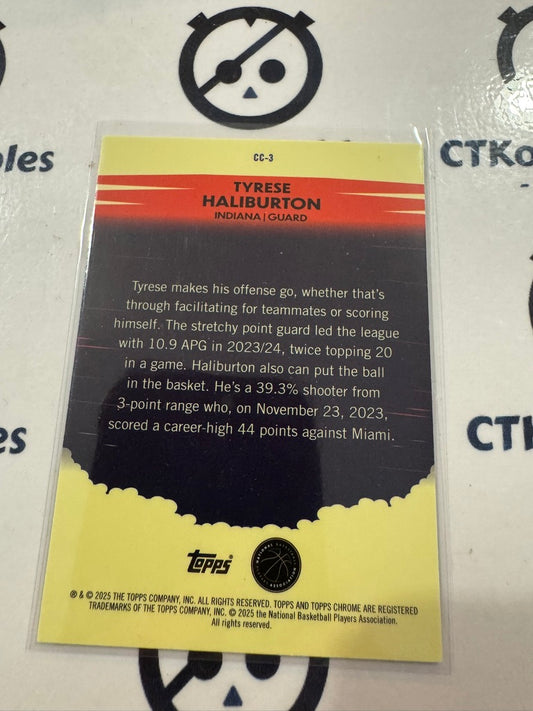 CC-3
TYRESE
HALIBURTON
INDIANA | GUARD
Tyrese makes his offense go, whether that's
through facilitating for teammates or scoring
himself. The stretchy point guard led the league
with 10.9 APG in 2023/24, twice topping 20
in a game. Haliburton also can put the ball
in the basket. He's a 39.3% shooter from
3-point range who, on November 23, 2023,
scored a career-high 44 points against Miami.
topps®
NATIONAL BASKETBALL
ASSOCIATION
® & © 2025 THE TOPPS COMPANY, INC. ALL RIGHTS RESERVED. TOPPS AND TOPPS CHROME ARE REGISTERED
TRADEMARKS OF THE TOPPS COMPANY, INC. © 2025 the National Basketball Players Association.
All rights reserved.